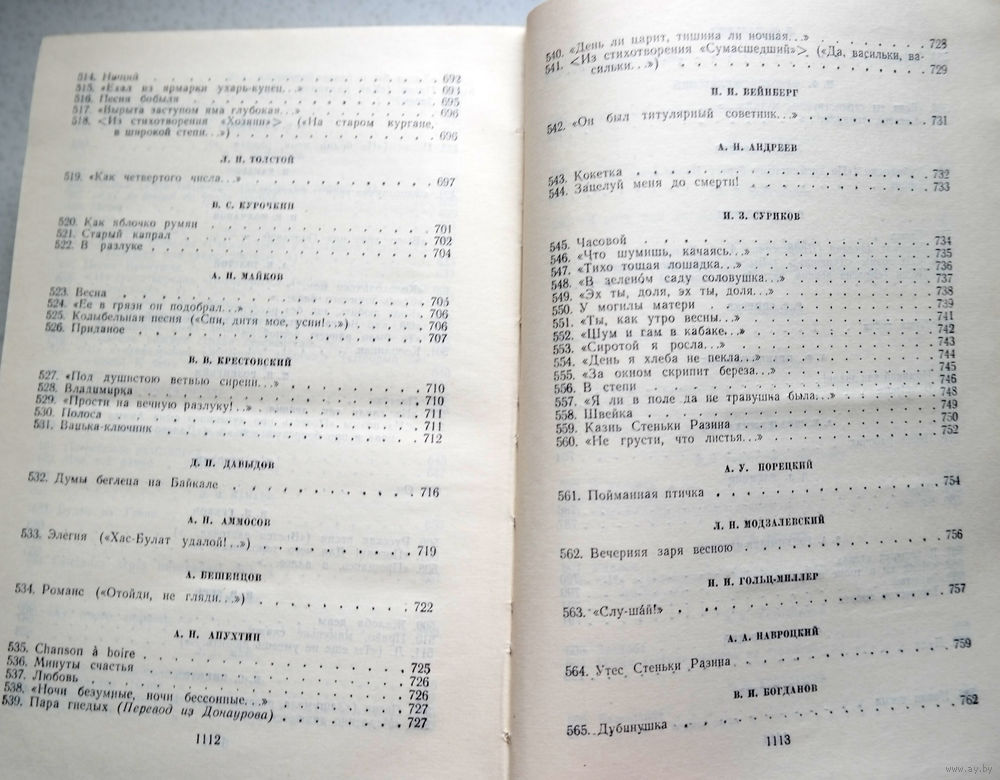 514. Нищий . . . 692
515. «Ехал из ярмарки ухарь-купец. . .» . . . 694
516. Песня бобыля . . . 695
517. «Вырыта заступом яма глубокая. . .» . . . 696
518. <Из стихотворения «Хозяин»> («На старом кургане,
в широкой степи. . .») . . . 696
Л. Н. ТОЛСТОЙ
519. «Как четвертого числа. . .» . . . 697
В. С. КУРОЧКИН
520. Как яблочко румян . . . 701
521. Старый капрал . . . 702
522. В разлуке . . . 704
А. Н. МАЙКОВ
523. Весна . . . 705
524. «Ее в грязи он подобрал. . .» . . . 706
525. Колыбельная песня («Спи, дитя мое, усни!. .») . . . 706
526. Приданое . . . 707
В. В. КРЕСТОВСКИЙ
527. «Под душистою ветвью сирени. . .» . . . 710
528. Владимирка . . . 710
529. «Прости на вечную разлуку!. .» . . . 711
530. Полоса . . . 711
531. Ванька-ключник . . . 712
Д. П. ДАВЫДОВ
532. Думы беглеца на Байкале . . . 716
А. Н. АММОСОВ
533. Элегия («Хас-Булат удалой!. .») . . . 719
А. БЕШЕНЦОВ
534. Романс («Отойди, не гляди. . .») . . . 722
А. Н. АПУХТИН
535. Chanson à boire . . . 725
536. Минуты счастья . . . 726
537. Любовь . . . 726
538. «Ночи безумные, ночи бессонные. . .» . . . 727
539. Пара гнедых (Перевод из Донаурова) . . . 727
1112
540. «День ли царит, тишина ли ночная. . .» . . . 728
541. <Из стихотворения «Сумасшедший»> («Да, васильки, ва-
сильки. . .») . . . 729
П. И. ВЕЙНБЕРГ
542. «Он был титулярный советник. . .» . . . 731
А. И. АНДРЕЕВ
543. Кокетка . . . 732
544. Зацелуй меня до смерти! . . . 733
И. З. СУРИКОВ
545. Часовой . . . 734
546. «Что шумишь, качаясь. . .» . . . 735
547. «Тихо тощая лошадка. . .» . . . 736
548. «В зеленом саду соловушка. . .» . . . 737
549. «Эх ты, доля, эх ты, доля. . .» . . . 738
550. У могилы матери . . . 739
551. «Ты, как утро весны. . .» . . . 741
552. «Шум и гам в кабаке. . .» . . . 742
553. «Сиротой я росла. . .» . . . 743
554. «День я хлеба не пекла. . .» . . . 744
555. «За окном скрипит береза. . .» . . . 745
556. В степи . . . 746
557. «Я ли в поле да не травушка была. . .» . . . 748
558. Швейка . . . 749
559. Казнь Стеньки Разина . . . 750
560. «Не грусти, что листья. . .» . . . 752
А. У. ПОРЕЦКИЙ
561. Пойманная птичка . . . 754
Л. Н. МОДЗАЛЕВСКИЙ
562. Вечерняя заря весною . . . 756
И. И. ГОЛЬЦ-МИЛЛЕР
563. «Слу-ша́й!» . . . 757
А. А. НАВРОЦКИЙ
564. Утес Стеньки Разина . . . 759
В. И. БОГДАНОВ
565. Дубинушка . . . 762
1113
www.ay.by